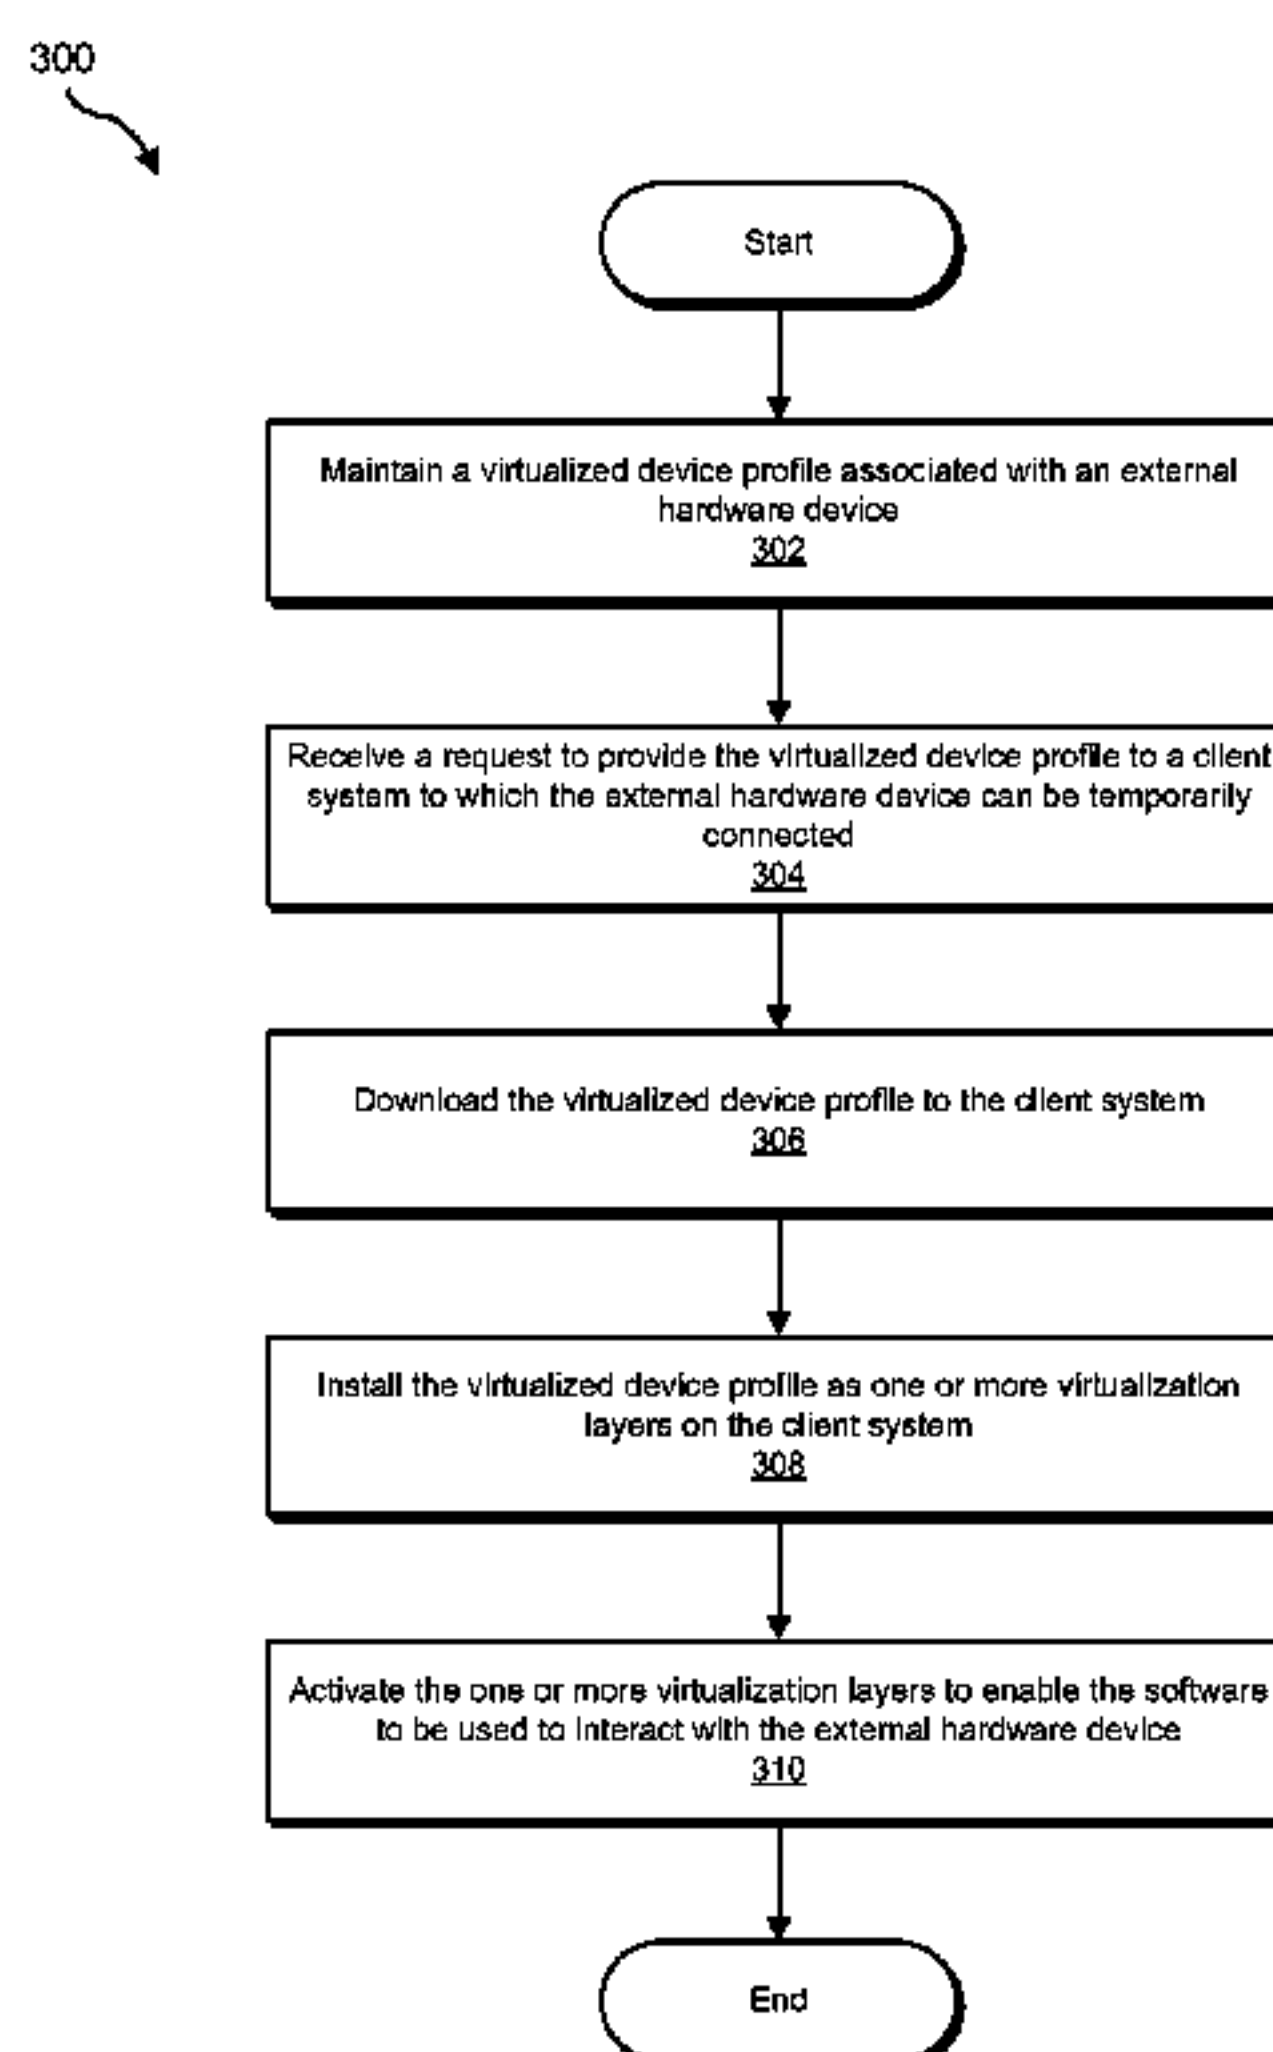 300
Start
Maintain a virtualized device profile associated with an external
hardware device
302
Receive a request to provide the virtualized device profile to a client
system to which the external hardware device can be temporarily
connected
304
Download the virtualized device profile to the client system
306
Install the virtualized device profile as one or more virtualization
layers on the client system
308
Activate the one or more virtualization layers to enable the software
to be used to interact with the external hardware device
310
End